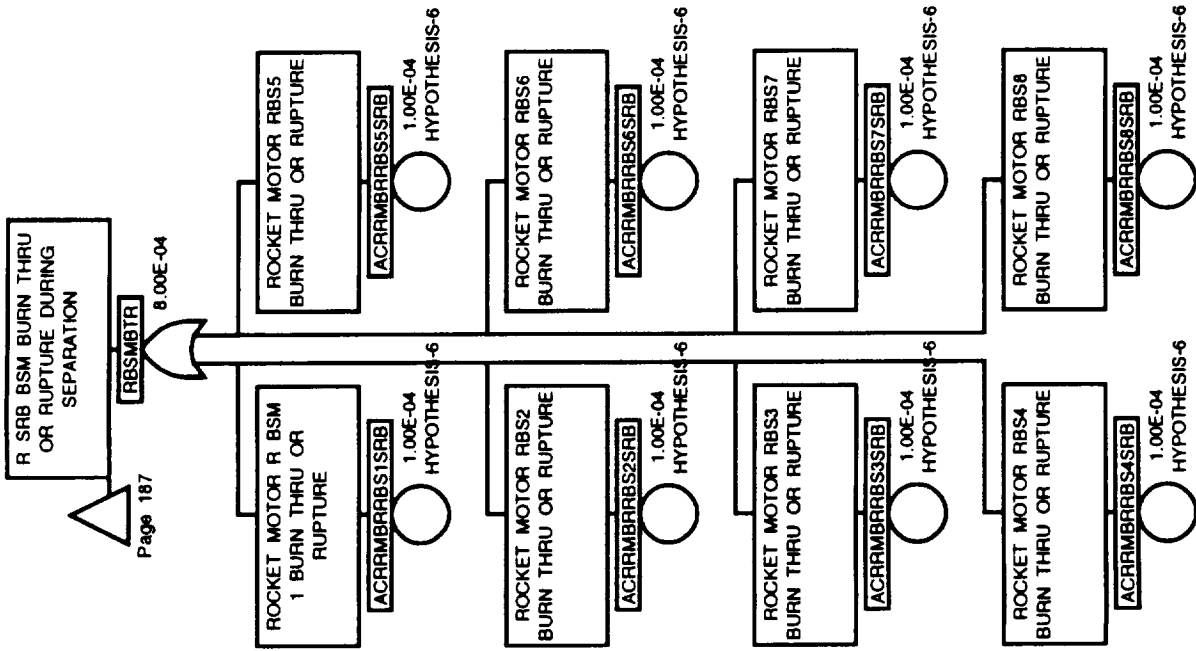 R SRB BSM BURN THRU
OR RUPTURE DURING
SEPARATION
Page 187
RBSMBTR
8.00E-04
ROCKET MOTOR R BSM
1 BURN THRU OR
RUPTURE
ACRRMBRRBS1SRB
1.00E-04
HYPOTHESIS-6
ROCKET MOTOR RBS5
BURN THRU OR RUPTURE
ACRRMBRRBS5SRB
1.00E-04
HYPOTHESIS-6
ROCKET MOTOR RBS2
BURN THRU OR RUPTURE
ACRRMBRRBS2SRB
1.00E-04
HYPOTHESIS-6
ROCKET MOTOR RBS6
BURN THRU OR RUPTURE
ACRRMBRRBS6SRB
1.00E-04
HYPOTHESIS-6
ROCKET MOTOR RBS3
BURN THRU OR RUPTURE
ACRRMBRRBS3SRB
1.00E-04
HYPOTHESIS-6
ROCKET MOTOR RBS7
BURN THRU OR RUPTURE
ACRRMBRRBS7SRB
1.00E-04
HYPOTHESIS-6
ROCKET MOTOR RBS4
BURN THRU OR RUPTURE
ACRRMBRRBS4SRB
1.00E-04
HYPOTHESIS-6
ROCKET MOTOR RBS8
BURN THRU OR RUPTURE
ACRRMBRRBS8SRB
1.00E-04
HYPOTHESIS-6